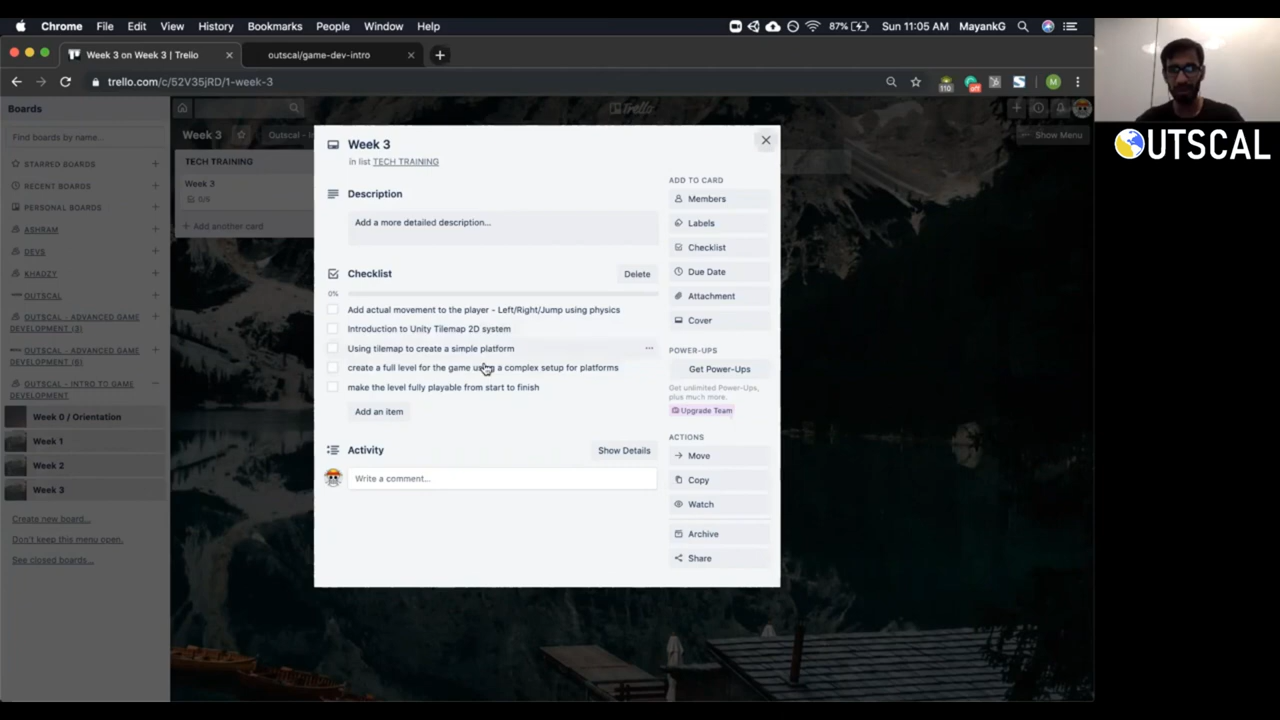 Chrome File Edit View History Bookmarks People Window Help
87% Sun 11:05 AM MayankG
Week 3 on Week 3 | Trello
outscal/game-dev-intro
trello.com/c/52V35jRD/1-week-3
110
off
M
OUTSCAL
Boards
Trello
Find boards by name...
Week 3
Outscal - In
Show Menu
STARRED BOARDS
RECENT BOARDS
PERSONAL BOARDS
ASHRAM
DEVS
KHADZY
OUTSCAL
OUTSCAL - ADVANCED GAME
DEVELOPMENT (3)
OUTSCAL - ADVANCED GAME
DEVELOPMENT (6)
OUTSCAL - INTRO TO GAME
DEVELOPMENT
Week 0 / Orientation
Week 1
Week 2
Week 3
Create new board...
Don't keep this menu open.
See closed boards...
TECH TRAINING
Week 3
0/5
Add another card
Week 3
in list TECH TRAINING
Description
Add a more detailed description...
Checklist
Delete
0%
Add actual movement to the player - Left/Right/Jump using physics
Introduction to Unity Tilemap 2D system
Using tilemap to create a simple platform
create a full level for the game using a complex setup for platforms
make the level fully playable from start to finish
Add an item
Activity
Show Details
Write a comment...
ADD TO CARD
Members
Labels
Checklist
Due Date
Attachment
Cover
POWER-UPS
Get Power-Ups
Get unlimited Power-Ups,
plus much more.
Upgrade Team
ACTIONS
Move
Copy
Watch
Archive
Share